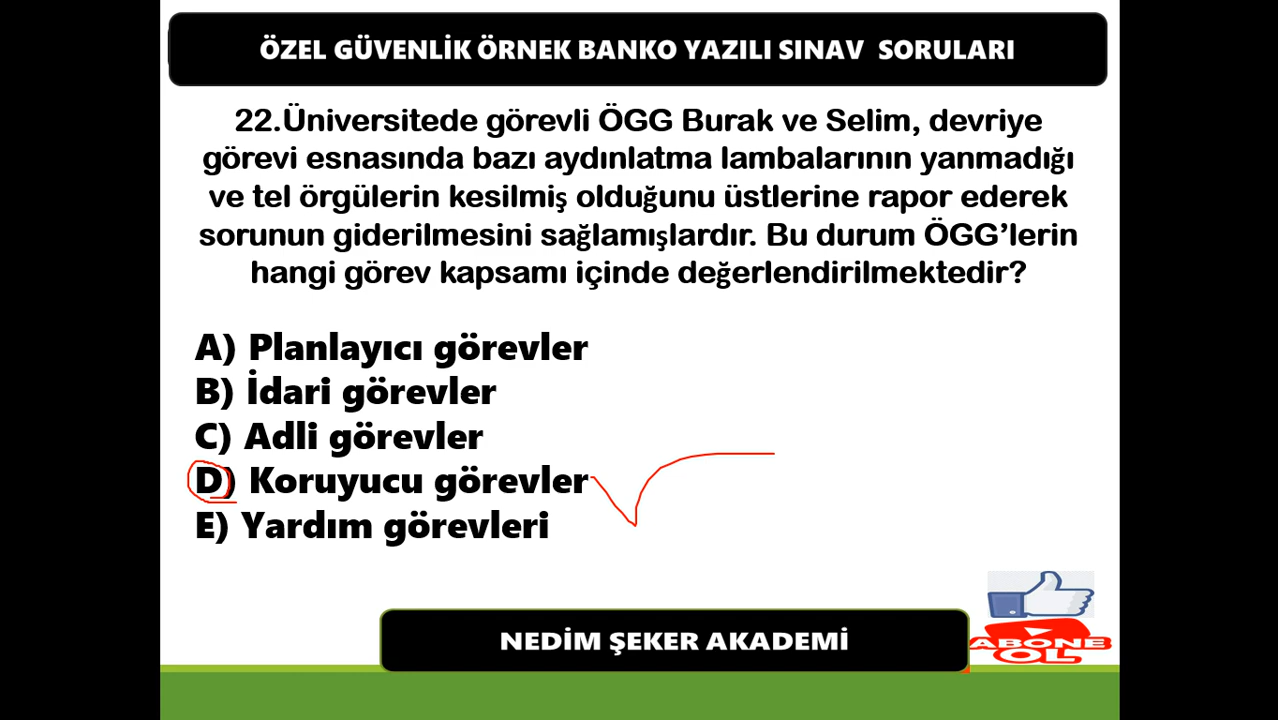 ÖZEL GÜVENLİK ÖRNEK BANKO YAZILI SINAV SORULARI
22.Üniversitede görevli ÖGG Burak ve Selim, devriye
görevi esnasında bazı aydınlatma lambalarının yanmadığı
ve tel örgülerin kesilmiş olduğunu üstlerine rapor ederek
sorunun giderilmesini sağlamışlardır. Bu durum ÖGG’lerin
hangi görev kapsamı içinde değerlendirilmektedir?
A) Planlayıcı görevler
B) İdari görevler
C) Adli görevler
D) Koruyucu görevler
E) Yardım görevleri
NEDİM ŞEKER AKADEMİ
ABONE
OL